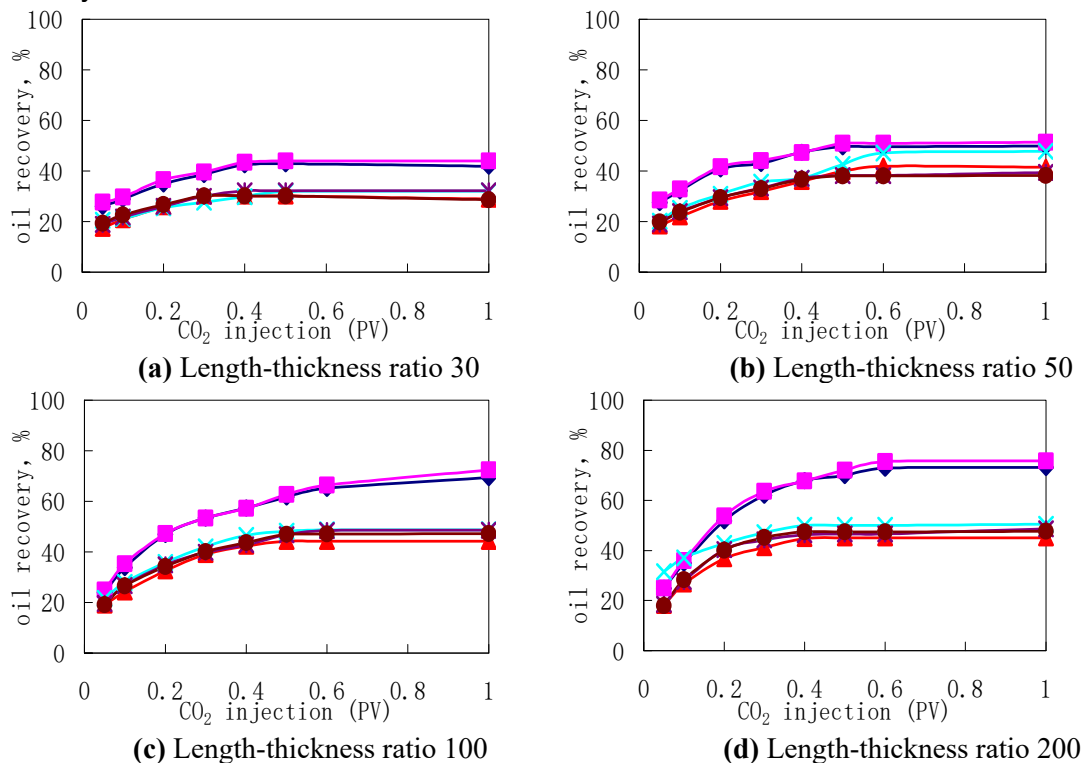 100
80
60
40
20
0
oil recovery, %
0 0.2 0.4 0.6 0.8 1
CO₂ injection (PV)
(a) Length-thickness ratio 30
100
80
60
40
20
0
oil recovery, %
0 0.2 0.4 0.6 0.8 1
CO₂ injection (PV)
(b) Length-thickness ratio 50
100
80
60
40
20
0
oil recovery, %
0 0.2 0.4 0.6 0.8 1
CO₂ injection (PV)
(c) Length-thickness ratio 100
100
80
60
40
20
0
oil recovery, %
0 0.2 0.4 0.6 0.8 1
CO₂ injection (PV)
(d) Length-thickness ratio 200